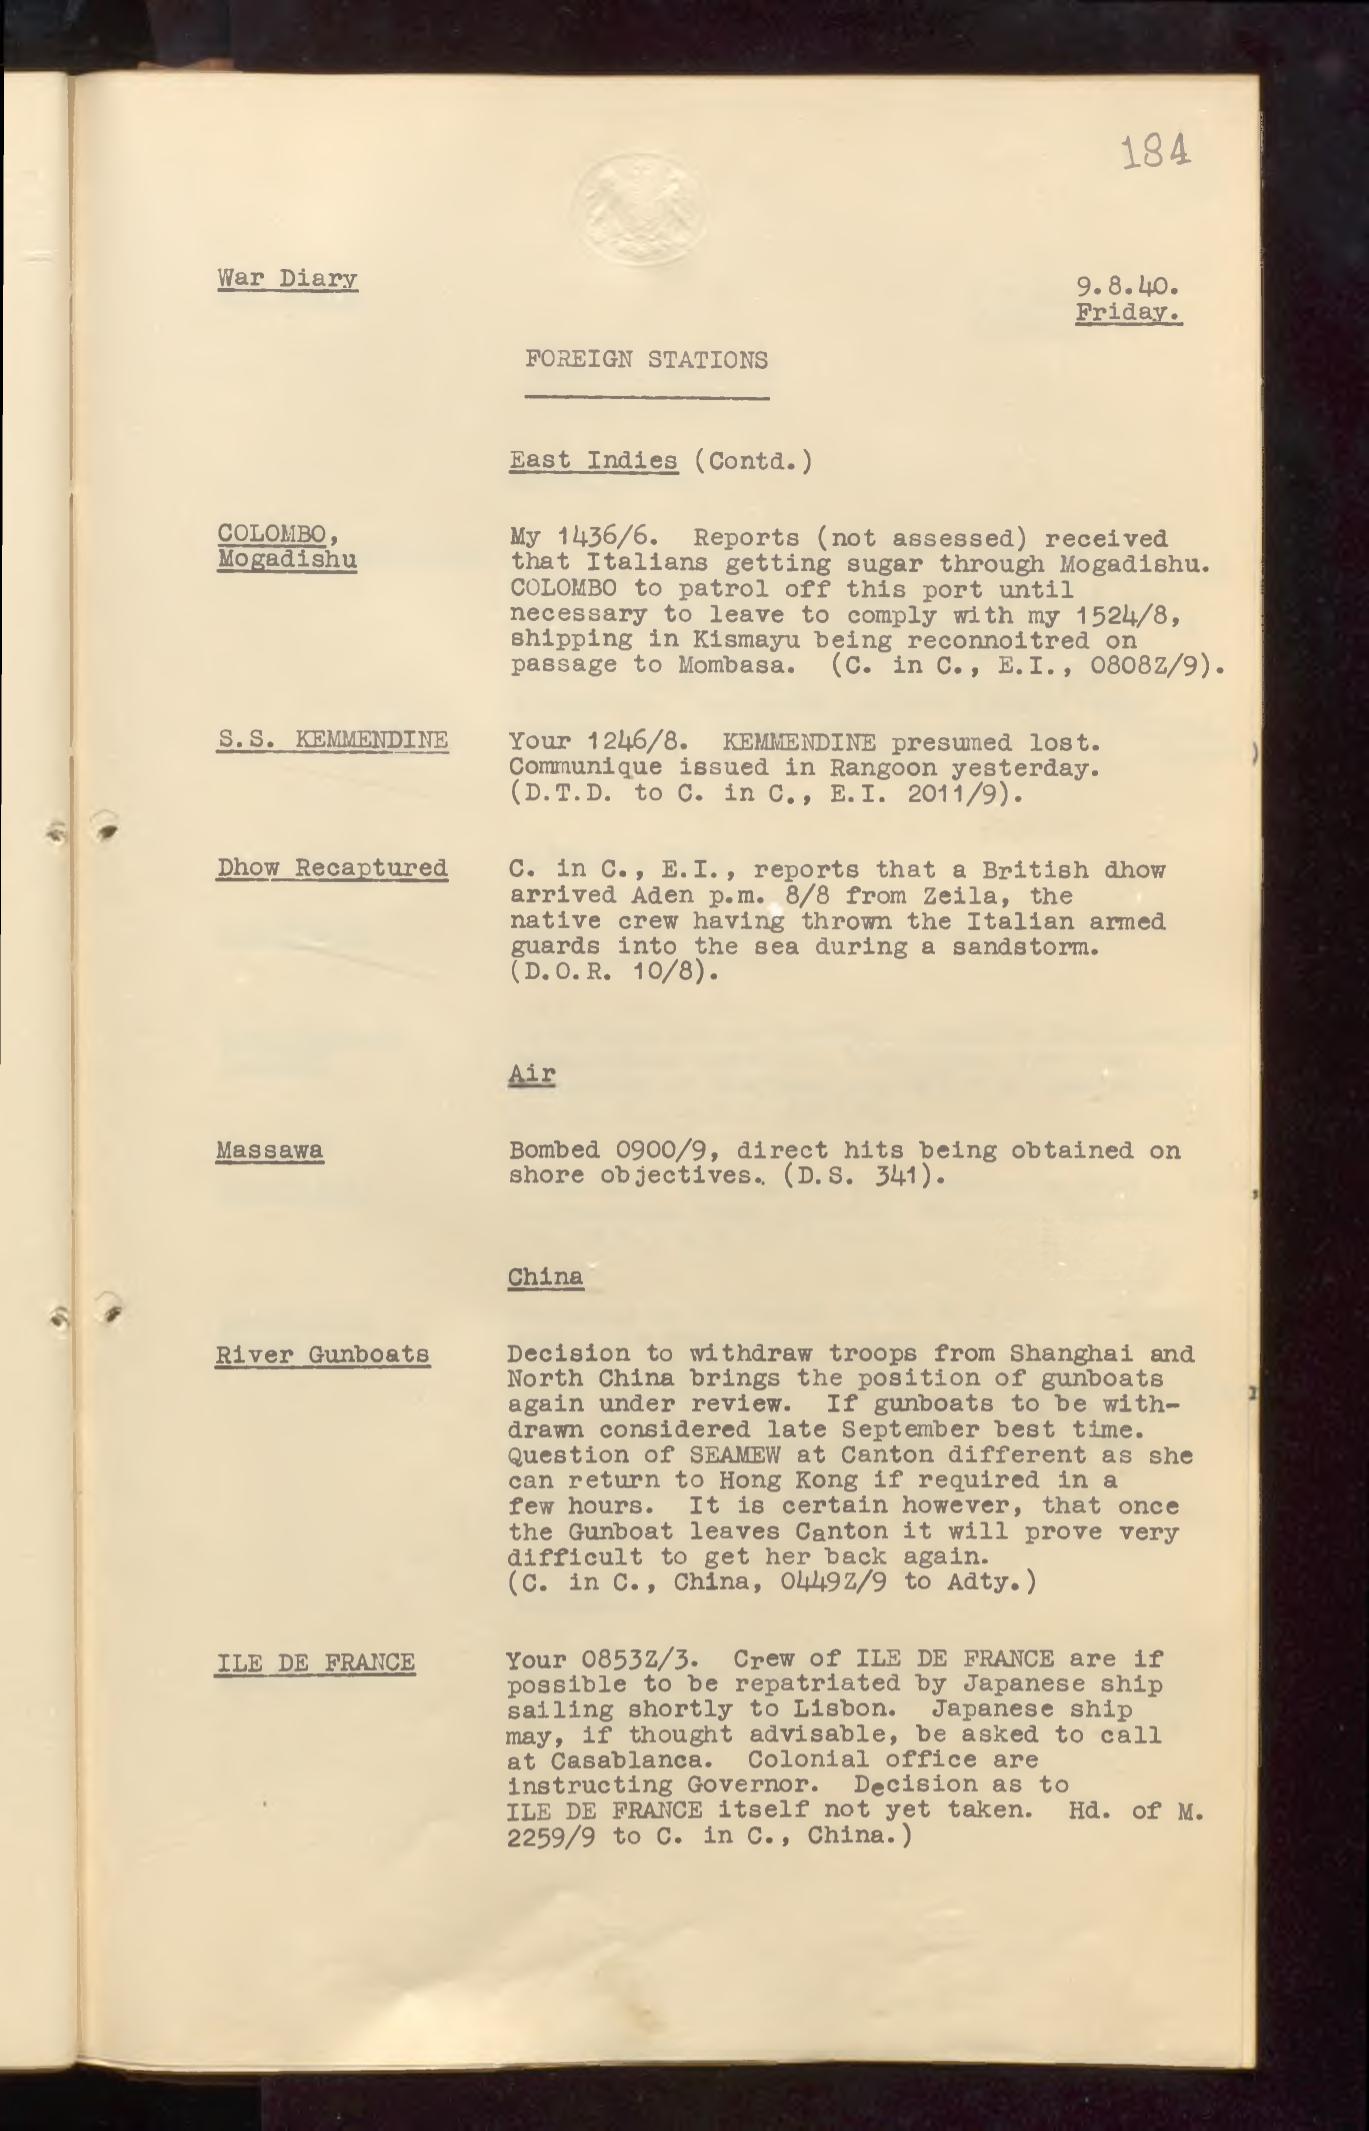 184
War Diary
9.8.40.
Friday.
FOREIGN STATIONS
East Indies (Contd.)
COLOMBO,
Mogadishu
My 1436/6. Reports (not assessed) received
that Italians getting sugar through Mogadishu.
COLOMBO to patrol off this port until
necessary to leave to comply with my 1524/8,
shipping in Kismayu being reconnoitred on
passage to Mombasa. (C. in C., E.I., 0808Z/9).
S.S. KEMMENDINE
Your 1246/8. KEMMENDINE presumed lost.
Communique issued in Rangoon yesterday.
(D.T.D. to C. in C., E.I. 2011/9).
Dhow Recaptured
C. in C., E.I., reports that a British dhow
arrived Aden p.m. 8/8 from Zeila, the
native crew having thrown the Italian armed
guards into the sea during a sandstorm.
(D.O.R. 10/8).
Air
Massawa
Bombed 0900/9, direct hits being obtained on
shore objectives.. (D.S. 341).
China
River Gunboats
Decision to withdraw troops from Shanghai and
North China brings the position of gunboats
again under review. If gunboats to be with-
drawn considered late September best time.
Question of SEAMEW at Canton different as she
can return to Hong Kong if required in a
few hours. It is certain however, that once
the Gunboat leaves Canton it will prove very
difficult to get her back again.
(C. in C., China, 0449Z/9 to Adty.)
ILE DE FRANCE
Your 0853Z/3. Crew of ILE DE FRANCE are if
possible to be repatriated by Japanese ship
sailing shortly to Lisbon. Japanese ship
may, if thought advisable, be asked to call
at Casablanca. Colonial office are
instructing Governor. Decision as to
ILE DE FRANCE itself not yet taken. Hd. of M.
2259/9 to C. in C., China.)